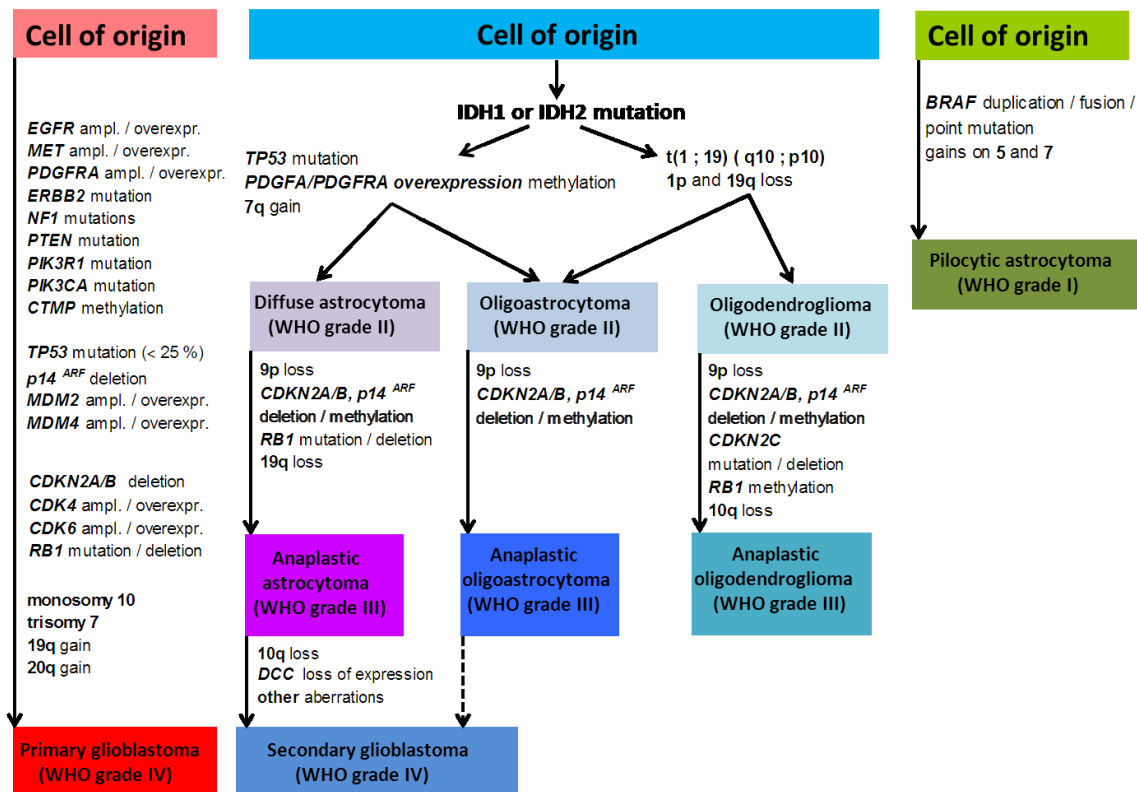 Cell of origin
EGFR ampl. / overexpr.
MET ampl. / overexpr.
PDGFRA ampl. / overexpr.
ERBB2 mutation
NF1 mutations
PTEN mutation
PIK3R1 mutation
PIK3CA mutation
CTMP methylation
TP53 mutation (< 25 %)
p14 ARF deletion
MDM2 ampl. / overexpr.
MDM4 ampl. / overexpr.
CDKN2A/B deletion
CDK4 ampl. / overexpr.
CDK6 ampl. / overexpr.
RB1 mutation / deletion
monosomy 10
trisomy 7
19q gain
20q gain
Primary glioblastoma
(WHO grade IV)
Cell of origin
IDH1 or IDH2 mutation
TP53 mutation
PDGFA/PDGFRA overexpression methylation
7q gain
t(1 ; 19) ( q10 ; p10)
1p and 19q loss
Diffuse astrocytoma
(WHO grade II)
Oligoastrocytoma
(WHO grade II)
Oligodendroglioma
(WHO grade II)
9p loss
CDKN2A/B, p14 ARF
deletion / methylation
RB1 mutation / deletion
19q loss
9p loss
CDKN2A/B, p14 ARF
deletion / methylation
9p loss
CDKN2A/B, p14 ARF
deletion / methylation
CDKN2C
mutation / deletion
RB1 methylation
10q loss
Anaplastic
astrocytoma
(WHO grade III)
Anaplastic
oligoastrocytoma
(WHO grade III)
Anaplastic
oligodendroglioma
(WHO grade III)
10q loss
DCC loss of expression
other aberrations
Secondary glioblastoma
(WHO grade IV)
Cell of origin
BRAF duplication / fusion /
point mutation
gains on 5 and 7
Pilocytic astrocytoma
(WHO grade I)